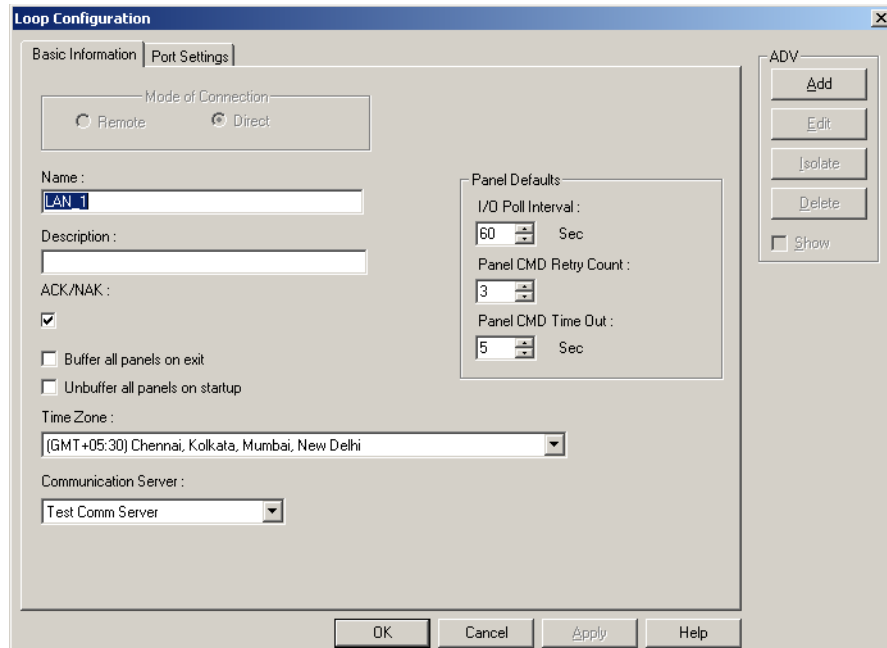 Loop Configuration
Basic Information
Port Settings
Mode of Connection
Remote
Direct
Name :
LAN_1
Description :
ACK/NAK :
Buffer all panels on exit
Unbuffer all panels on startup
Time Zone :
(GMT+05:30) Chennai, Kolkata, Mumbai, New Delhi
Communication Server :
Test Comm Server
Panel Defaults
I/O Poll Interval :
60 Sec
Panel CMD Retry Count :
3
Panel CMD Time Out :
5 Sec
ADV
Add
Edit
Isolate
Delete
Show
OK
Cancel
Apply
Help